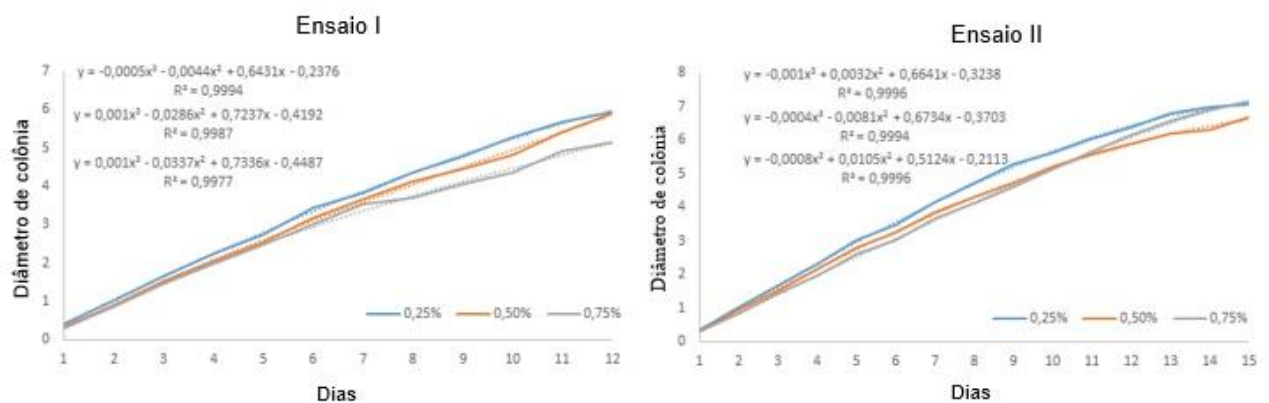 Ensaio I
y = -0,0005x³ - 0,0044x² + 0,6431x - 0,2376
R² = 0,9994
y = 0,001x³ - 0,0286x² + 0,7237x - 0,4192
R² = 0,9987
y = 0,001x³ - 0,0337x² + 0,7336x - 0,4487
R² = 0,9977
Diâmetro de colônia
7
6
5
4
3
2
1
0
0,25% 0,50% 0,75%
1 2 3 4 5 6 7 8 9 10 11 12
Dias
Ensaio II
y = -0,001x³ + 0,0032x² + 0,6641x - 0,3238
R² = 0,9996
y = -0,0004x³ - 0,0081x² + 0,6734x - 0,3703
R² = 0,9994
y = -0,0008x³ + 0,0105x² + 0,5124x - 0,2113
R² = 0,9996
Diâmetro de colônia
8
7
6
5
4
3
2
1
0
0,25% 0,50% 0,75%
1 2 3 4 5 6 7 8 9 10 11 12 13 14 15
Dias